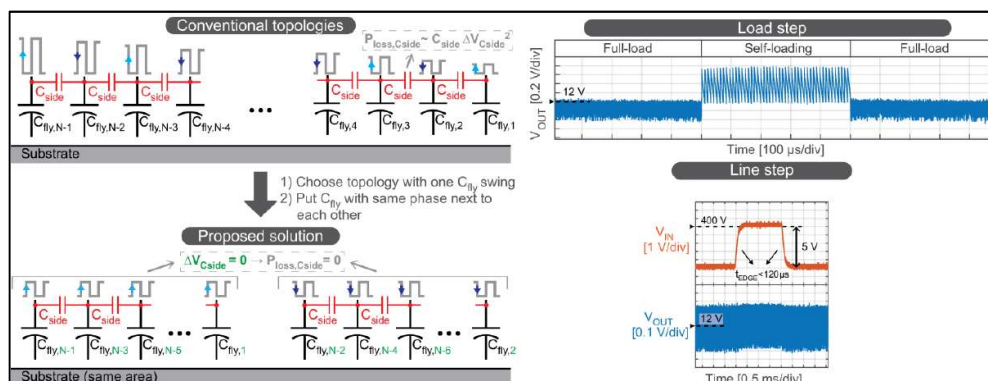 Conventional topologies
P_loss,Cside ~ C_side ΔV_Cside²
C_side C_side C_side C_side C_side C_side
C_fly,N-1 C_fly,N-2 C_fly,N-3 C_fly,N-4 ... C_fly,4 C_fly,3 C_fly,2 C_fly,1
Substrate
1) Choose topology with one C_fly swing
2) Put C_fly with same phase next to
each other
Proposed solution
ΔV_Cside = 0 → P_loss,Cside = 0
C_side C_side C_side C_side
C_fly,N-1 C_fly,N-3 C_fly,N-5 ... C_fly,1 C_fly,N-2 C_fly,N-4 C_fly,N-6 ... C_fly,2
Substrate (same area)
Load step
Full-load Self-loading Full-load
V_OUT [0.2 V/div]
12 V
Time [100 µs/div]
Line step
V_IN
[1 V/div]
400 V
5 V
t_EDGE<120µs
V_OUT
[0.1 V/div]
12 V
Time [0.5 ms/div]